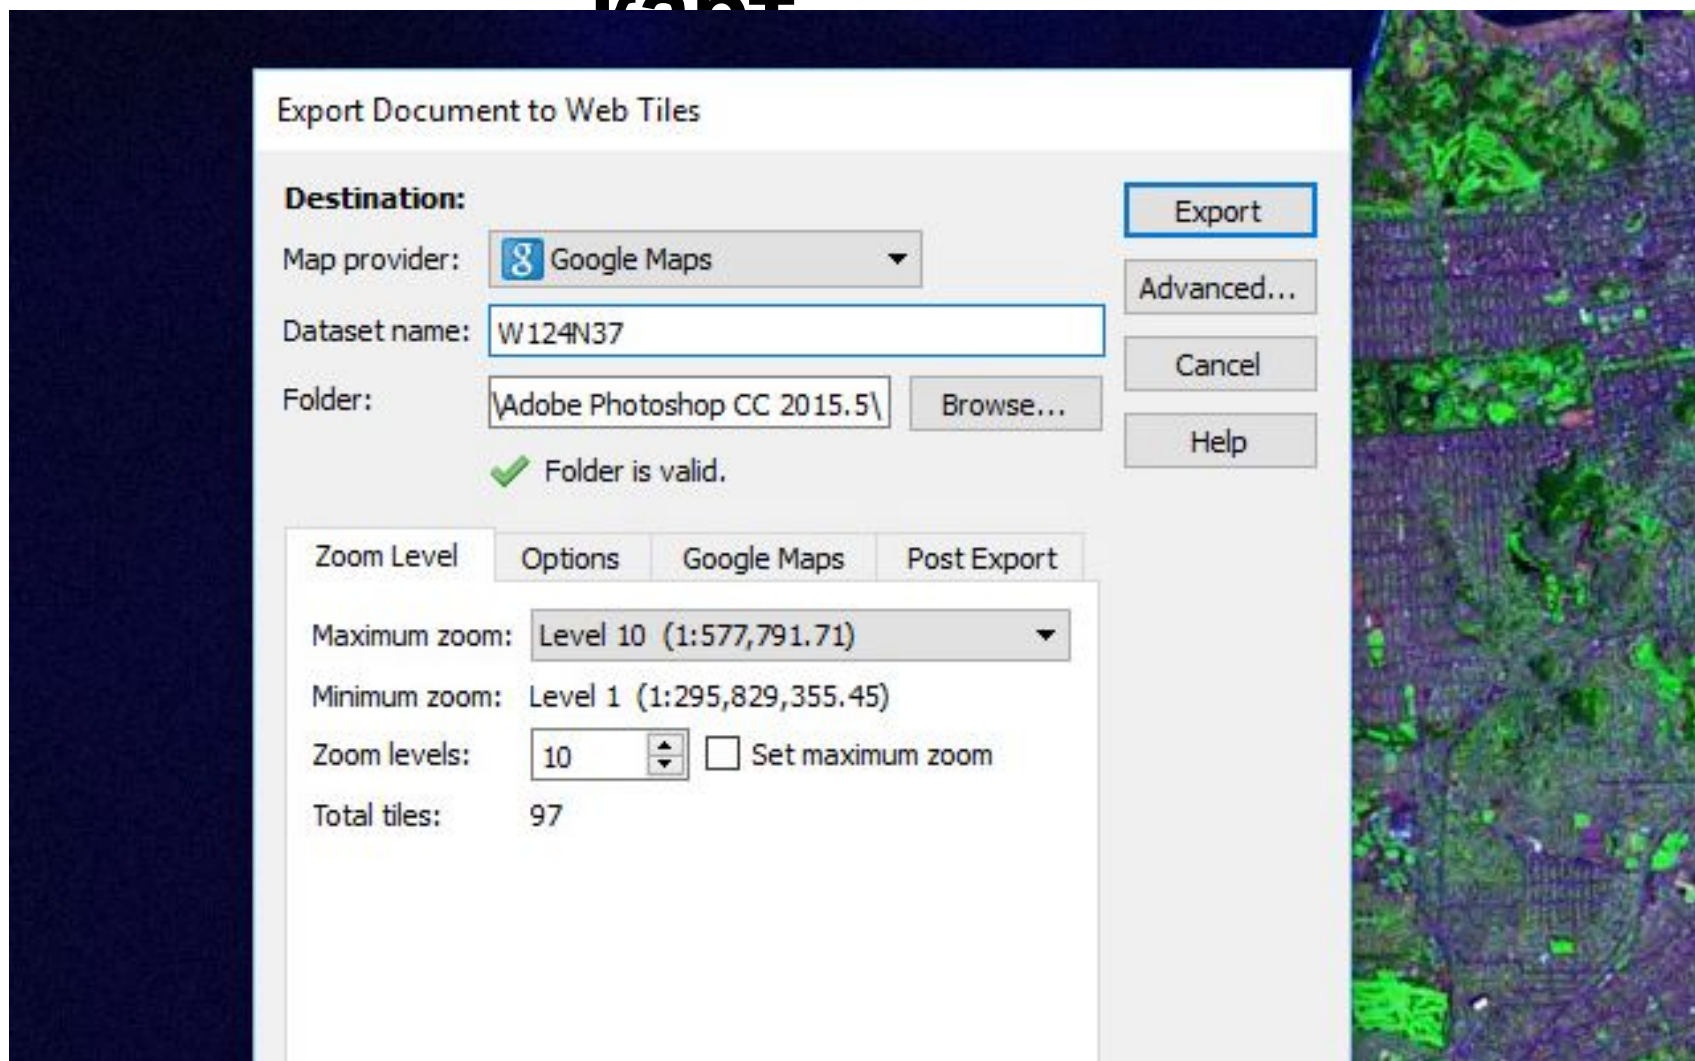 Export Document to Web Tiles
Destination:
Export
Map provider: Google Maps
Advanced...
Dataset name: W124N37
Cancel
Folder: \Adobe Photoshop CC 2015.5\ Browse...
Help
Folder is valid.
Zoom Level Options Google Maps Post Export
Maximum zoom: Level 10 (1:577,791.71)
Minimum zoom: Level 1 (1:295,829,355.45)
Zoom levels: 10 Set maximum zoom
Total tiles: 97